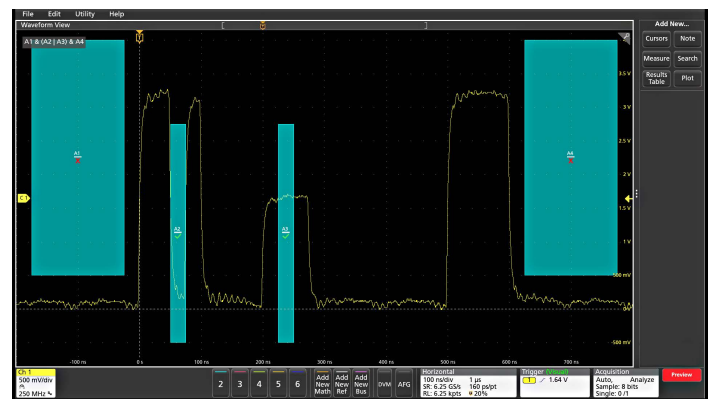 File Edit Utility Help
Waveform View
Add New...
A1 & (A2 | A3) & A4
Cursors Note
Measure Search
Results Table Plot
3.5 V
3 V
2.5 V
2 V
1.5 V
1 V
500 mV
0 V
-500 mV
A1
A2
A3
A4
C1
T
-100 ns 0 s 100 ns 200 ns 300 ns 400 ns 500 ns 600 ns 700 ns
Ch 1
500 mV/div
250 MHz
2 3 4 5 6
Add New Math
Add New Ref
Add New Bus
DVM
AFG
Horizontal
100 ns/div 1 µs
SR: 6.25 GS/s 160 ps/pt
RL: 6.25 kpts 20%
Trigger (Visual)
1 1.64 V
Acquisition
Auto, Analyze
Sample: 8 bits
Single: 0/1
Preview